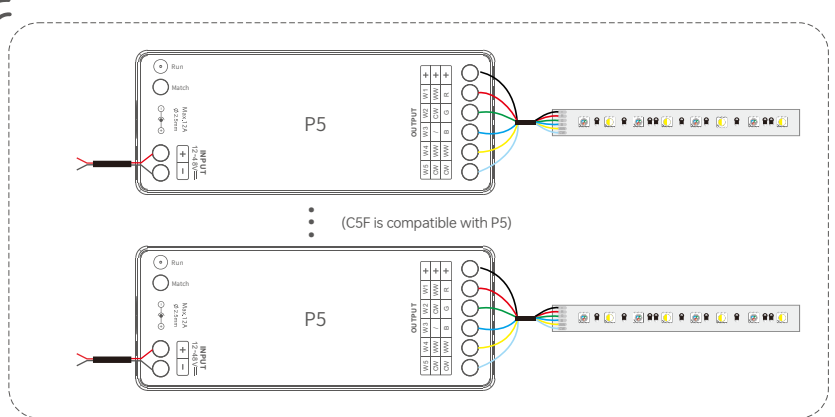 Run
Match
Max.12A
Ø 2.5mm
+
−
INPUT
12~48V
P5
OUTPUT
+ + +
W1 WW R
W2 CW G
W3 / B
W4 WW WW
W5 CW CW
(C5F is compatible with P5)
Run
Match
Max.12A
Ø 2.5mm
+
−
INPUT
12~48V
P5
OUTPUT
+ + +
W1 WW R
W2 CW G
W3 / B
W4 WW WW
W5 CW CW